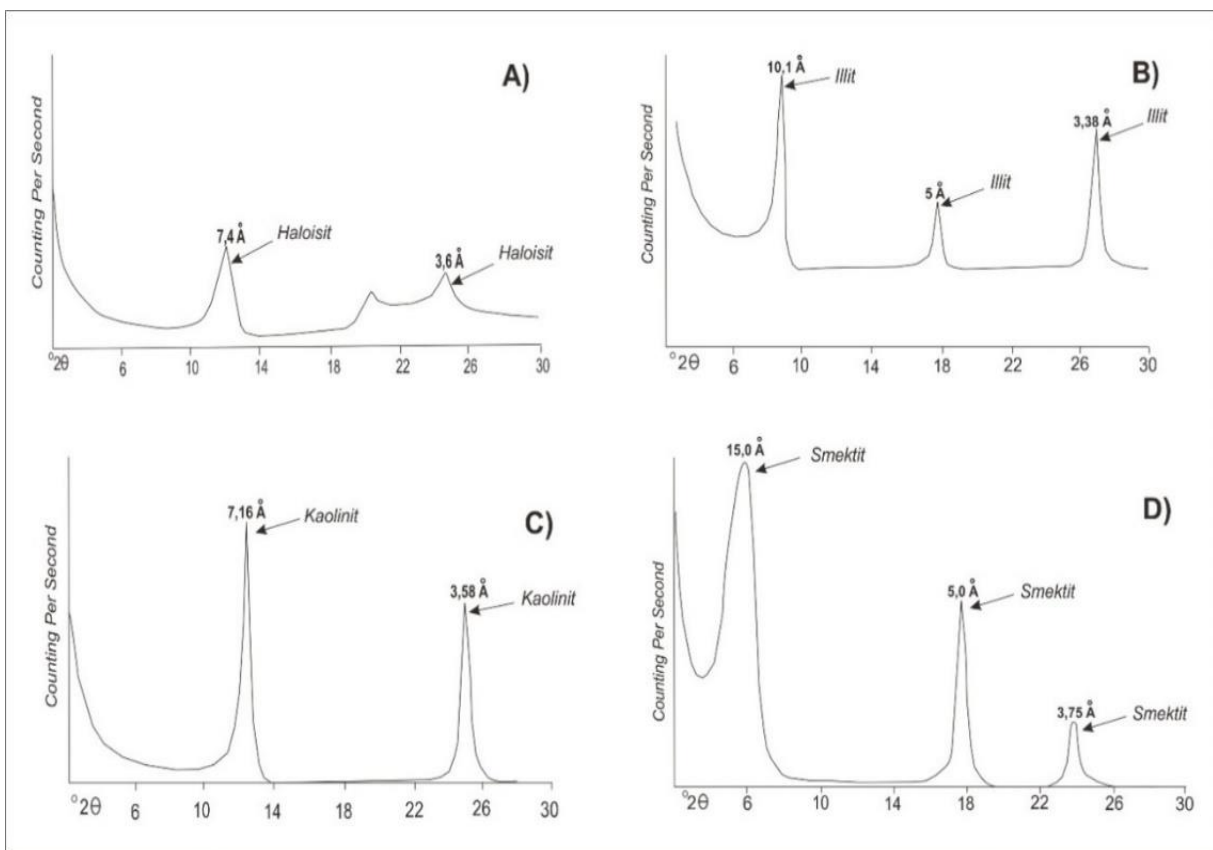 A)
Counting Per Second
7,4 Å
Haloisit
3,6 Å
Haloisit
°2θ 6 10 14 18 22 26 30
B)
Counting Per Second
10,1 Å
Illit
5 Å
Illit
3,38 Å
Illit
°2θ 6 10 14 18 22 26 30
C)
Counting Per Second
7,16 Å
Kaolinit
3,58 Å
Kaolinit
°2θ 6 10 14 18 22 26 30
D)
Counting Per Second
15,0 Å
Smektit
5,0 Å
Smektit
3,75 Å
Smektit
°2θ 6 10 14 18 22 26 30